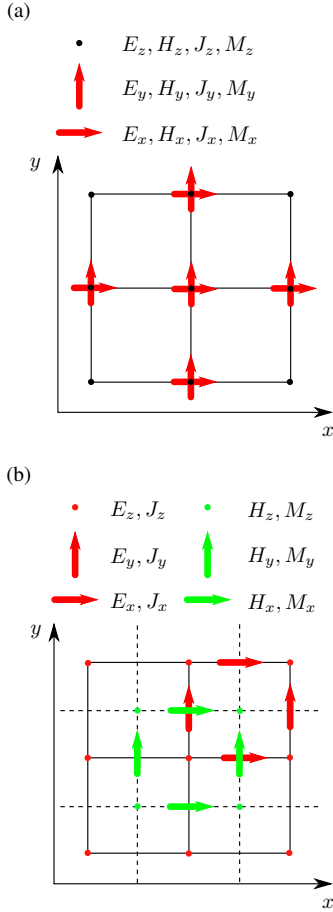 (a)
E_z, H_z, J_z, M_z
E_y, H_y, J_y, M_y
E_x, H_x, J_x, M_x
y
x
(b)
E_z, J_z H_z, M_z
E_y, J_y H_y, M_y
E_x, J_x H_x, M_x
y
x